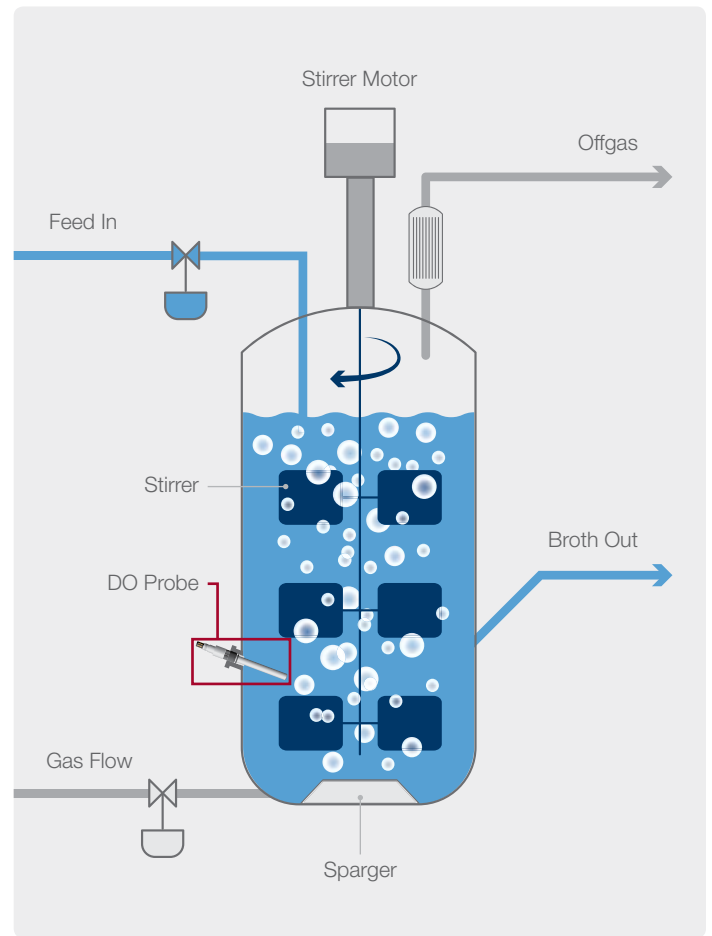 Stirrer Motor
Offgas
Feed In
Stirrer
Broth Out
DO Probe
Gas Flow
Sparger